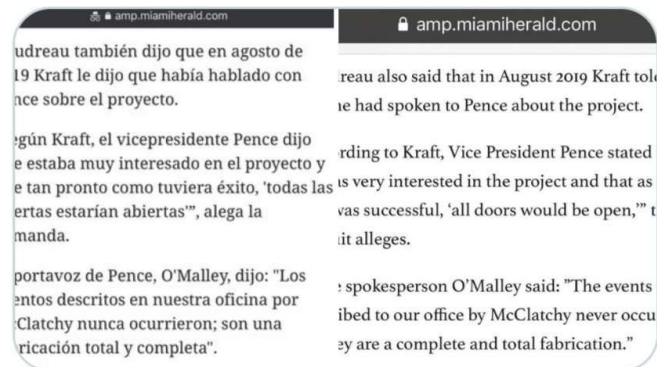 amp.miamiherald.com
udreau también dijo que en agosto de
19 Kraft le dijo que había hablado con
nce sobre el proyecto.
egún Kraft, el vicepresidente Pence dijo
e estaba muy interesado en el proyecto y
e tan pronto como tuviera éxito, 'todas las
ertas estarían abiertas'”, alega la
manda.
portavoz de Pence, O'Malley, dijo: "Los
entos descritos en nuestra oficina por
Clatchy nunca ocurrieron; son una
ricación total y completa".
amp.miamiherald.com
reau also said that in August 2019 Kraft tol
he had spoken to Pence about the project.
rding to Kraft, Vice President Pence stated
as very interested in the project and that as
was successful, ‘all doors would be open,’” t
it alleges.
e spokesperson O’Malley said: ”The events
ibed to our office by McClatchy never occu
ey are a complete and total fabrication.”